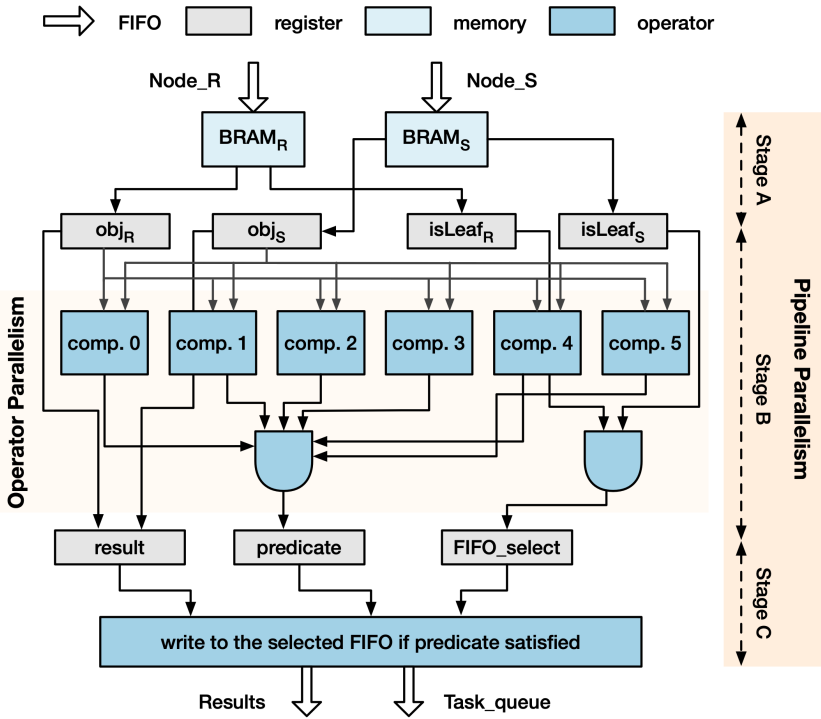 FIFO register memory operator
Node_R Node_S
BRAMR BRAMS
objR objS isLeafR isLeafS
comp. 0 comp. 1 comp. 2 comp. 3 comp. 4 comp. 5
Operator Parallelism
result predicate FIFO_select
write to the selected FIFO if predicate satisfied
Results Task_queue
Stage A
Stage B
Stage C
Pipeline Parallelism